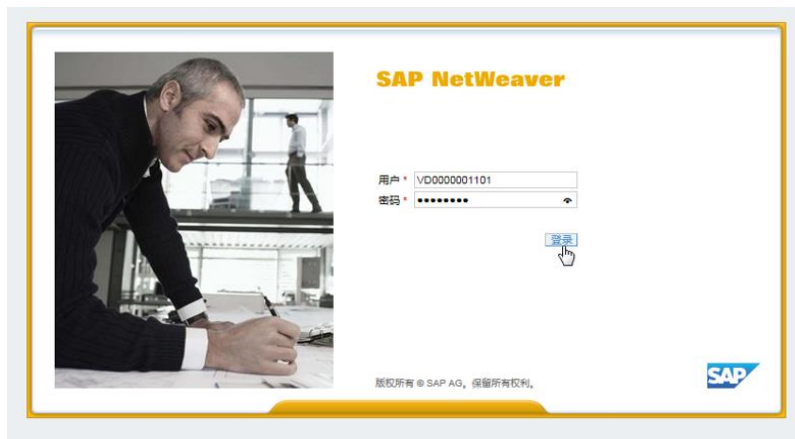 SAP NetWeaver
用户 * VD0000001101
密码 * ••••••••
登录
版权所有 © SAP AG。保留所有权利。
SAP